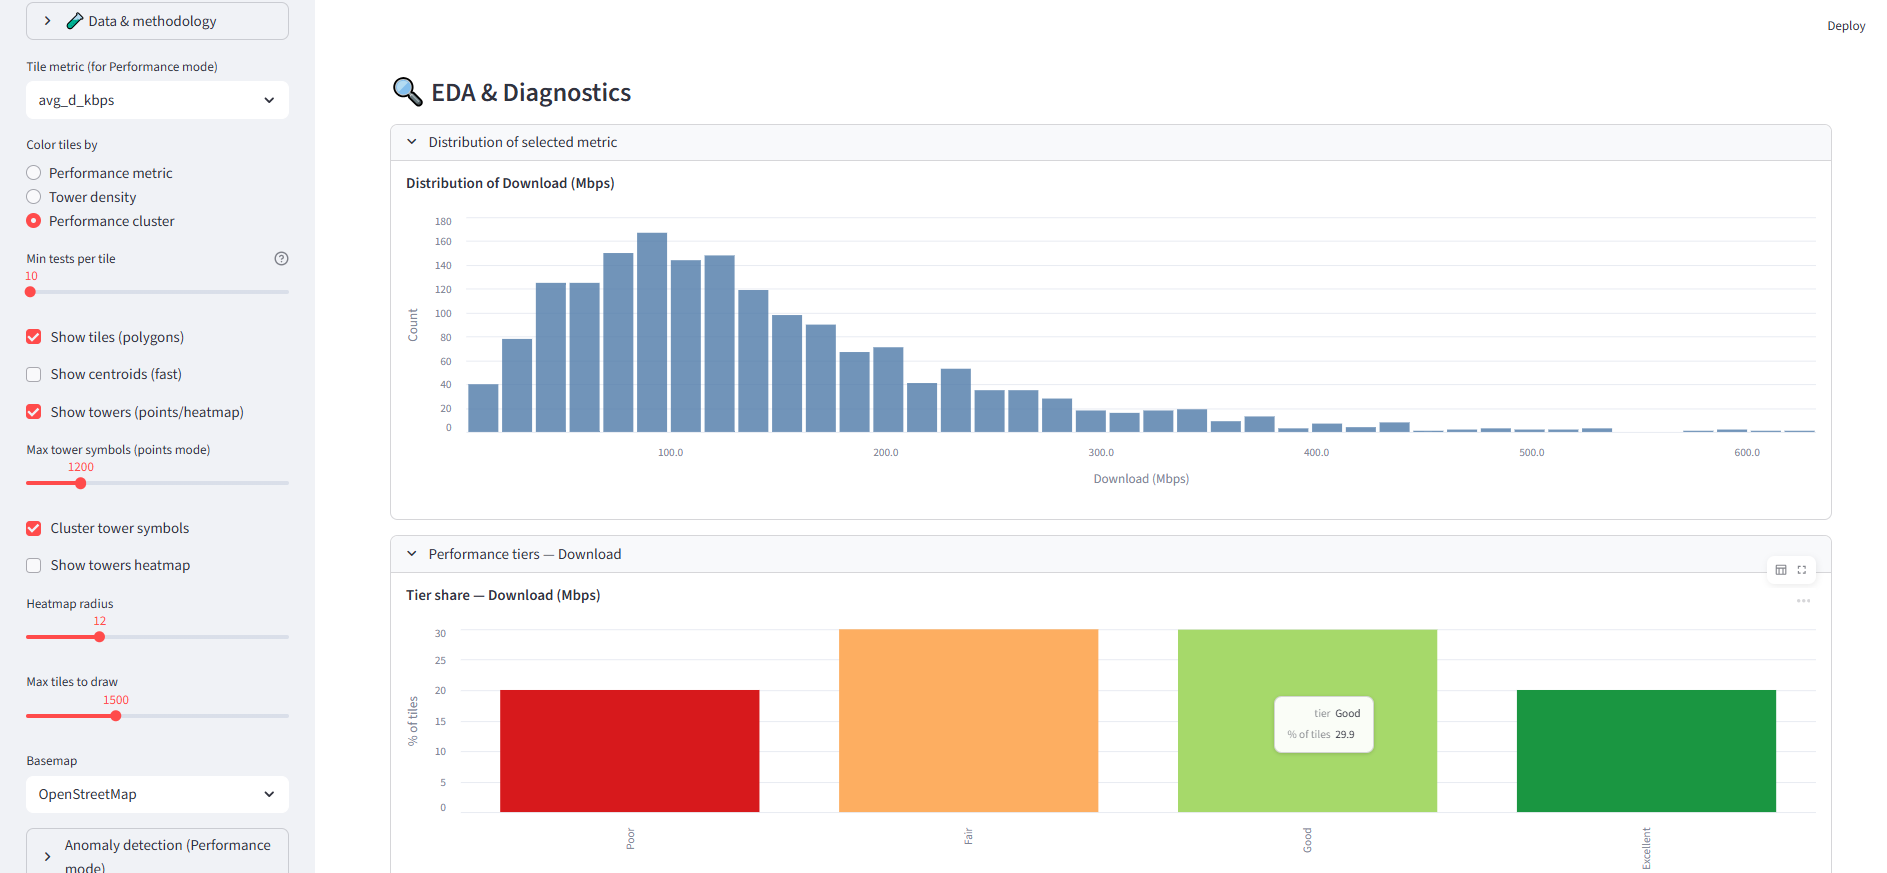 Data & methodology
Tile metric (for Performance mode)
avg_d_kbps
Color tiles by
Performance metric
Tower density
Performance cluster
Min tests per tile
10
Show tiles (polygons)
Show centroids (fast)
Show towers (points/heatmap)
Max tower symbols (points mode)
1200
Cluster tower symbols
Show towers heatmap
Heatmap radius
12
Max tiles to draw
1500
Basemap
OpenStreetMap
Anomaly detection (Performance
mode)
Deploy
EDA & Diagnostics
Distribution of selected metric
Distribution of Download (Mbps)
180
160
140
120
100
80
60
40
20
0
Count
100.0 200.0 300.0 400.0 500.0 600.0
Download (Mbps)
Performance tiers — Download
Tier share — Download (Mbps)
30
25
20
15
10
5
0
% of tiles
tier Good
% of tiles 29.9
Poor Fair Good Excellent